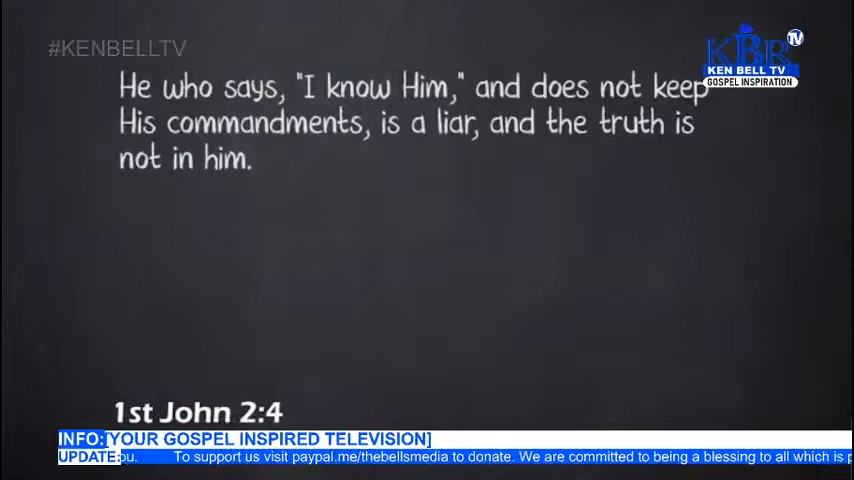 #KENBELLTV
KBR TV
KEN BELL TV
GOSPEL INSPIRATION
He who says, "I know Him," and does not keep
His commandments, is a liar, and the truth is
not in him.
1st John 2:4
INFO:[YOUR GOSPEL INSPIRED TELEVISION]
UPDATE: ou. To support us visit paypal.me/thebellsmedia to donate. We are committed to being a blessing to all which is